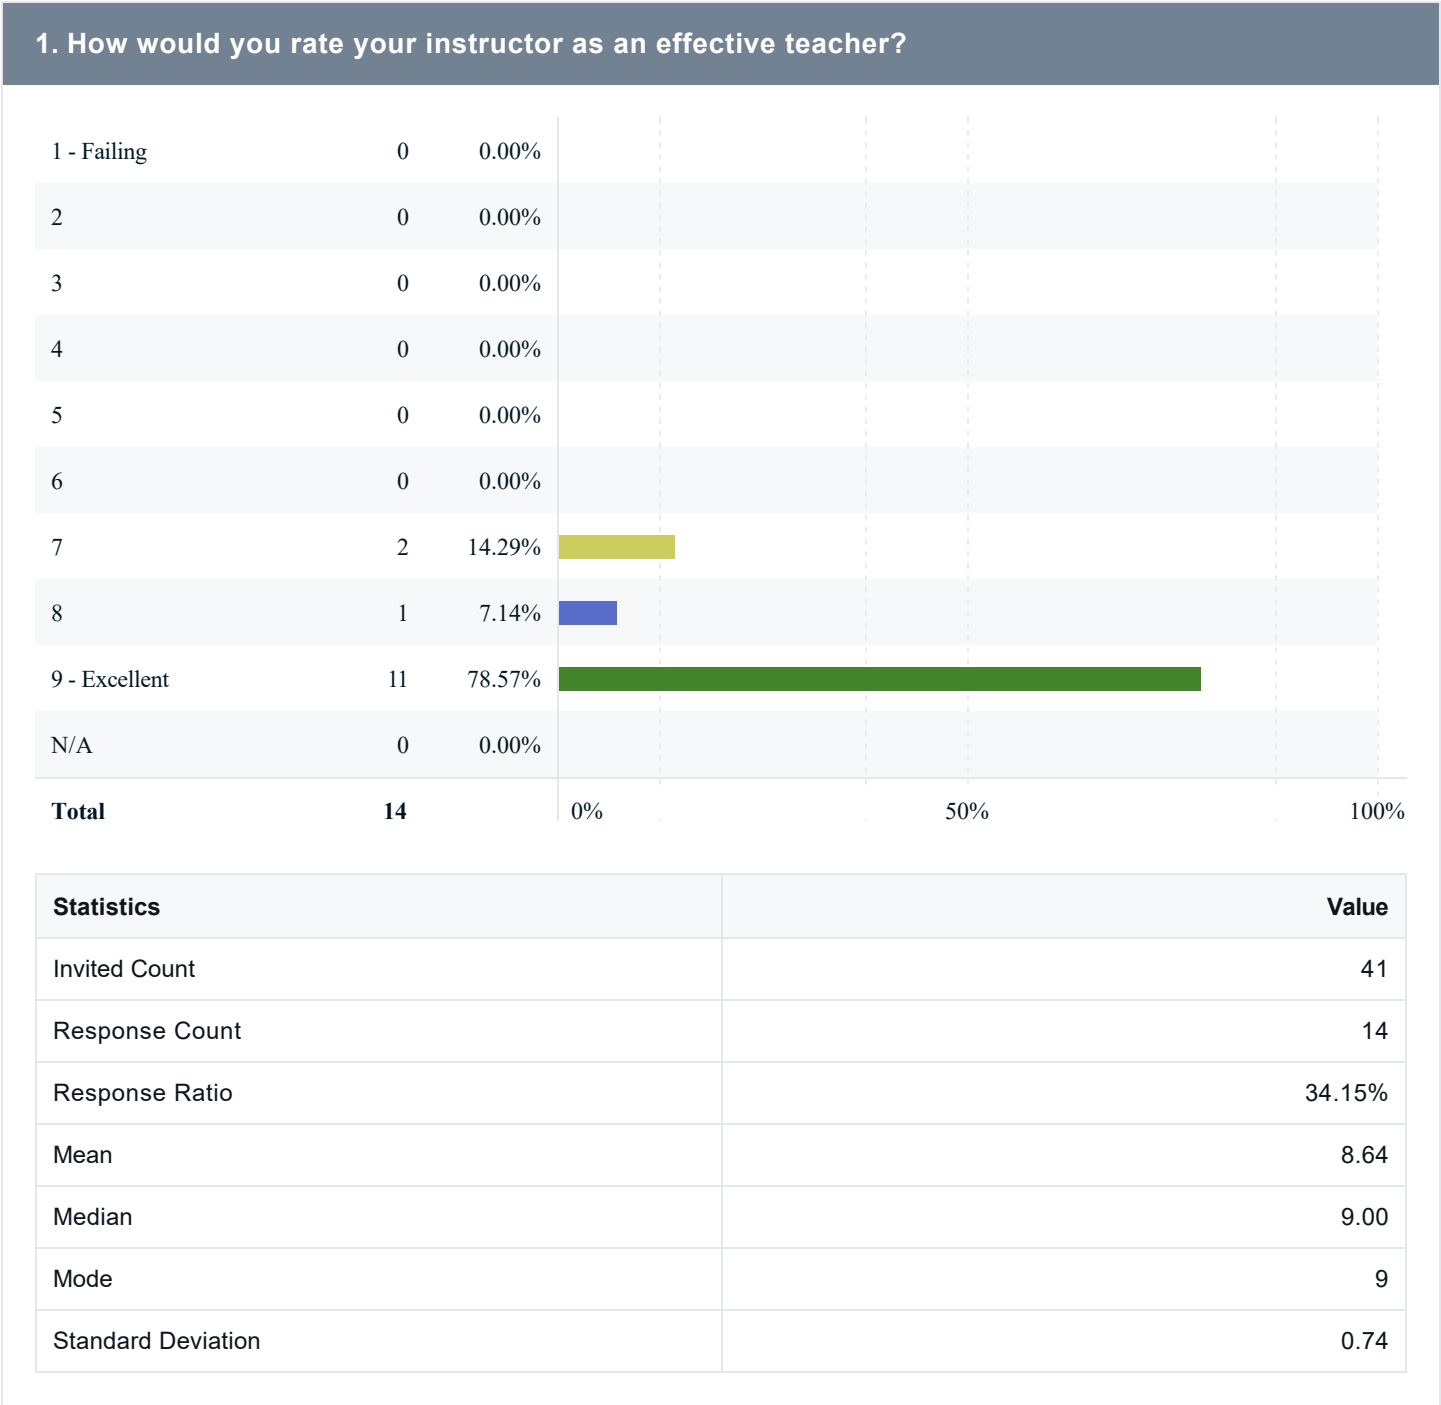 1. How would you rate your instructor as an effective teacher?
1 - Failing 0 0.00%
2 0 0.00%
3 0 0.00%
4 0 0.00%
5 0 0.00%
6 0 0.00%
7 2 14.29%
8 1 7.14%
9 - Excellent 11 78.57%
N/A 0 0.00%
Total 14 0% 50% 100%
Statistics Value
Invited Count 41
Response Count 14
Response Ratio 34.15%
Mean 8.64
Median 9.00
Mode 9
Standard Deviation 0.74